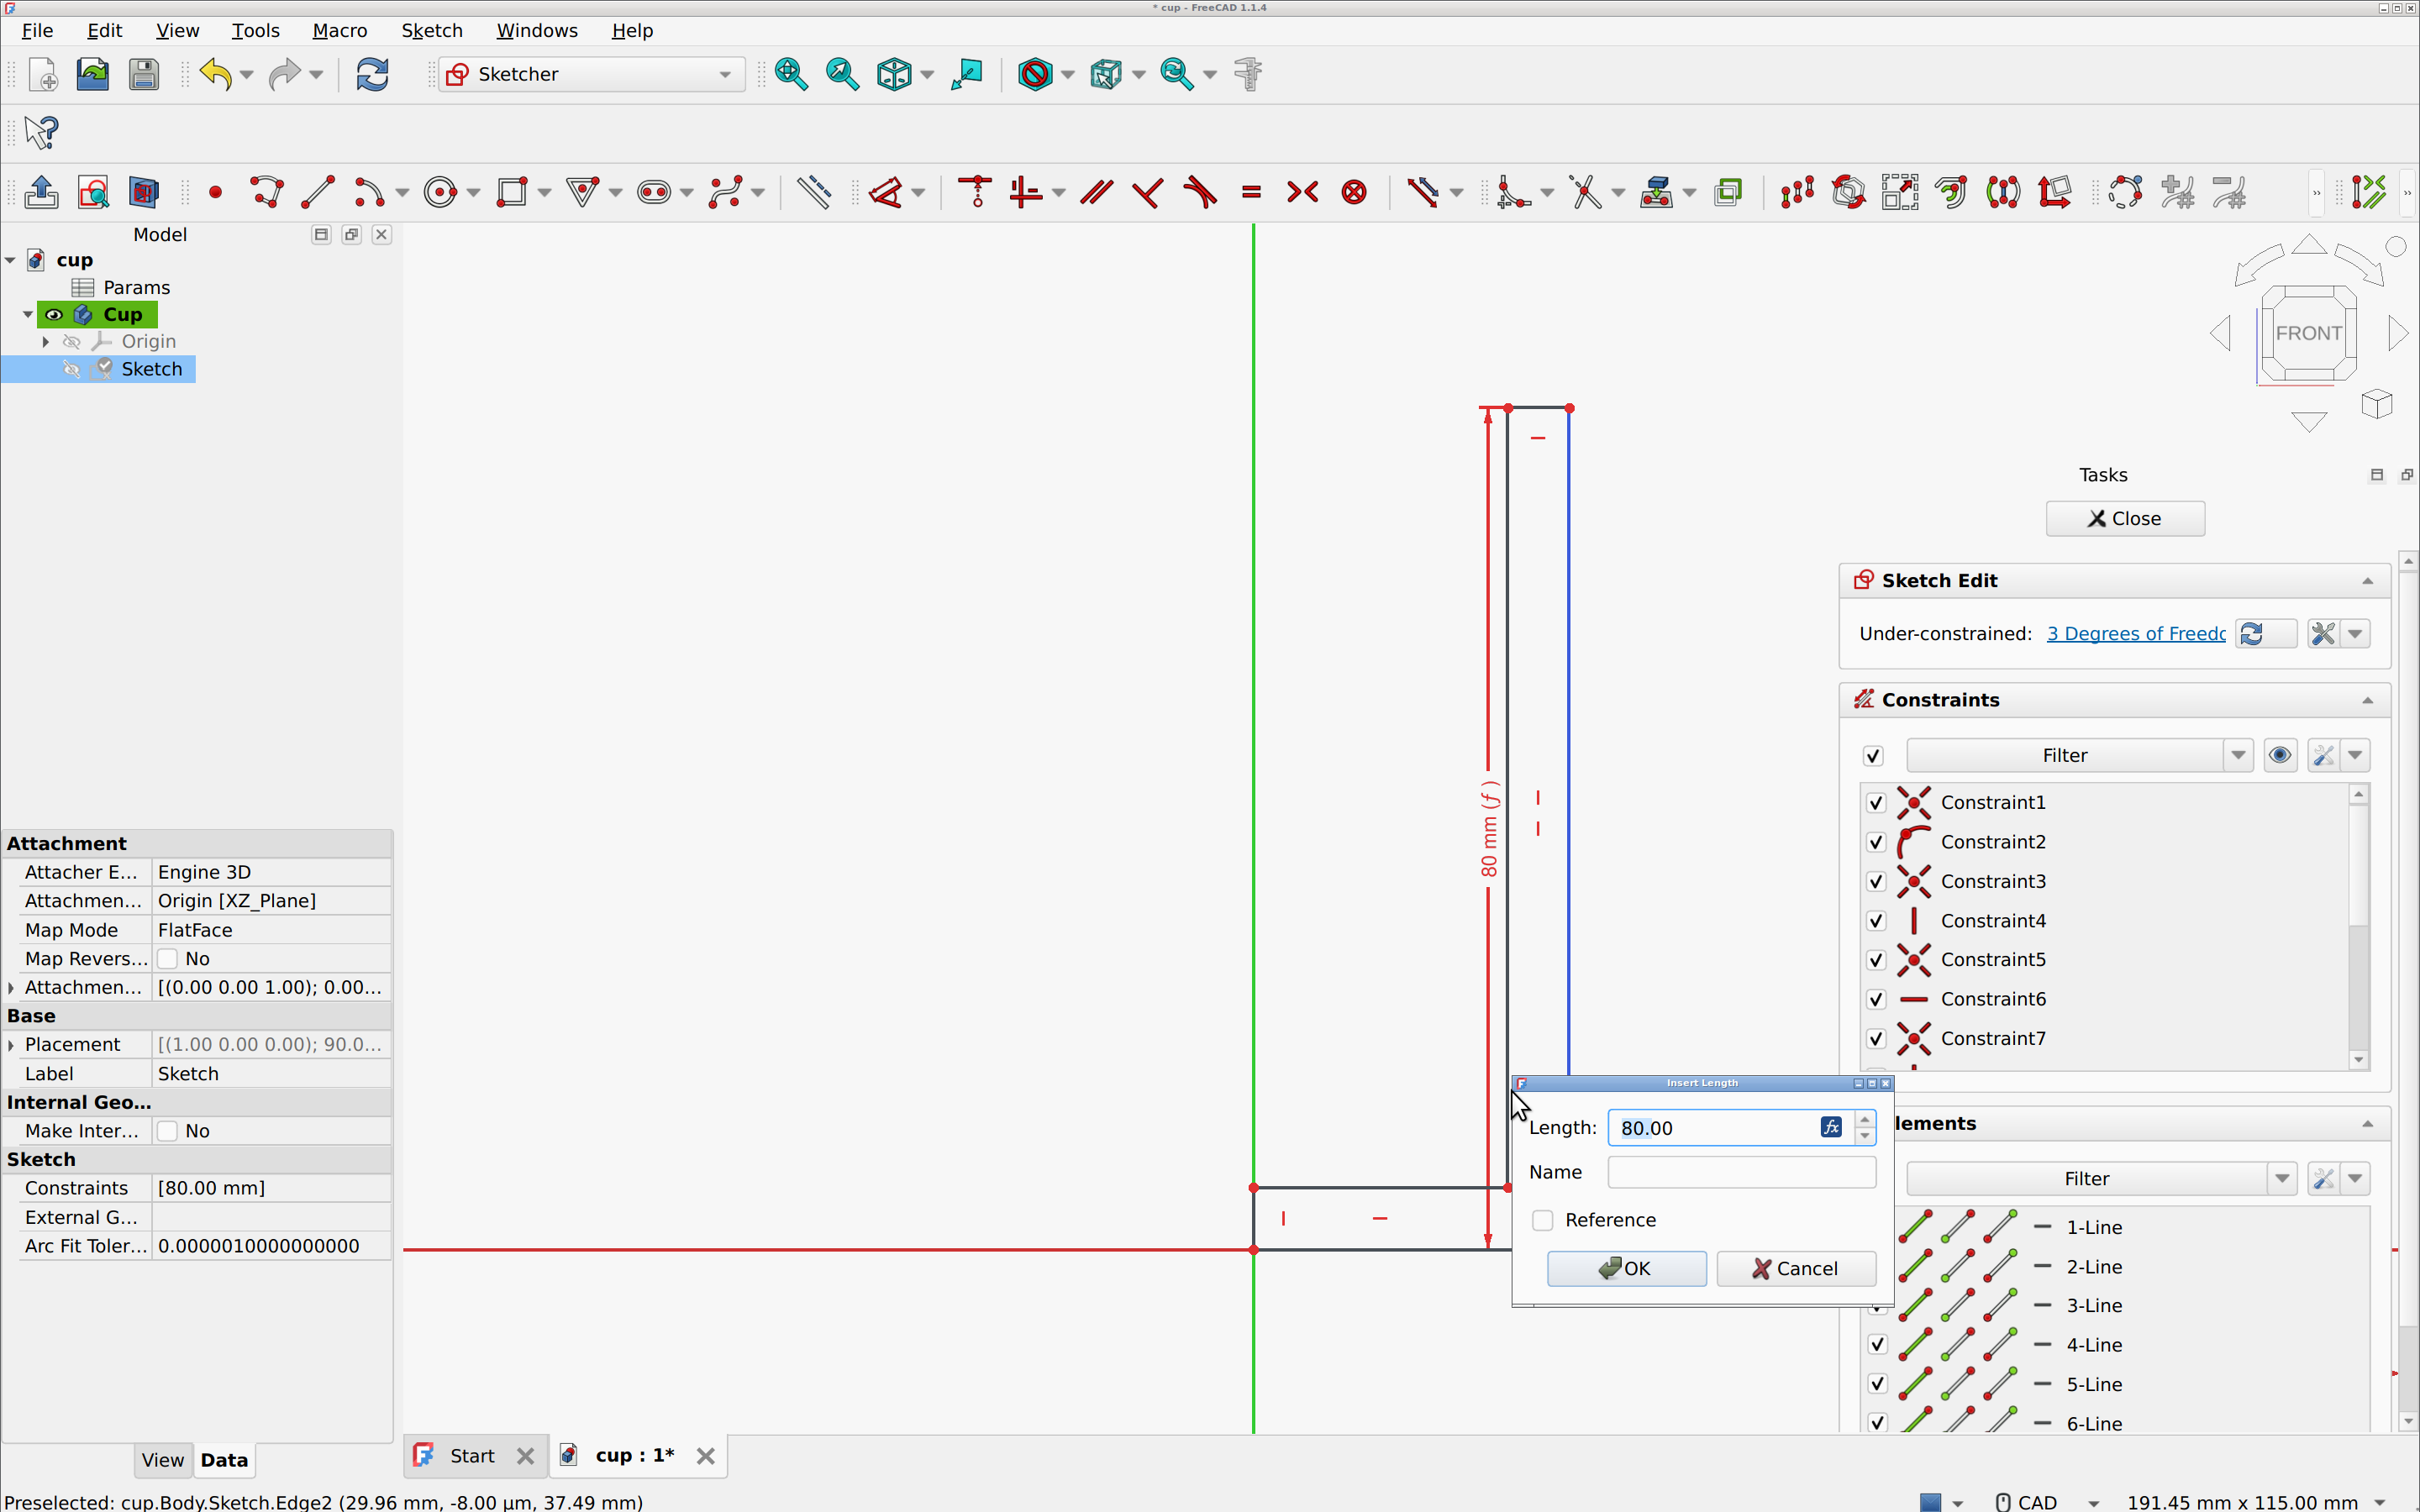 * cup - FreeCAD 1.1.4
File Edit View Tools Macro Sketch Windows Help
Sketcher
Model
cup
Params
Cup
Origin
Sketch
FRONT
Tasks
Close
Sketch Edit
Under-constrained: 3 Degrees of Freedo
Constraints
Filter
Constraint1
Constraint2
Constraint3
Constraint4
Constraint5
Constraint6
Constraint7
80 mm (ƒ )
Insert Length
Length: 80.00
Name
Reference
OK Cancel
lements
Filter
1-Line
2-Line
3-Line
4-Line
5-Line
6-Line
Attachment
Attacher E... Engine 3D
Attachmen... Origin [XZ_Plane]
Map Mode FlatFace
Map Revers... No
Attachmen... [(0.00 0.00 1.00); 0.00...
Base
Placement [(1.00 0.00 0.00); 90.0...
Label Sketch
Internal Geo...
Make Inter... No
Sketch
Constraints [80.00 mm]
External G...
Arc Fit Toler... 0.0000010000000000
View Data
Start cup : 1*
Preselected: cup.Body.Sketch.Edge2 (29.96 mm, -8.00 µm, 37.49 mm)
CAD 191.45 mm x 115.00 mm